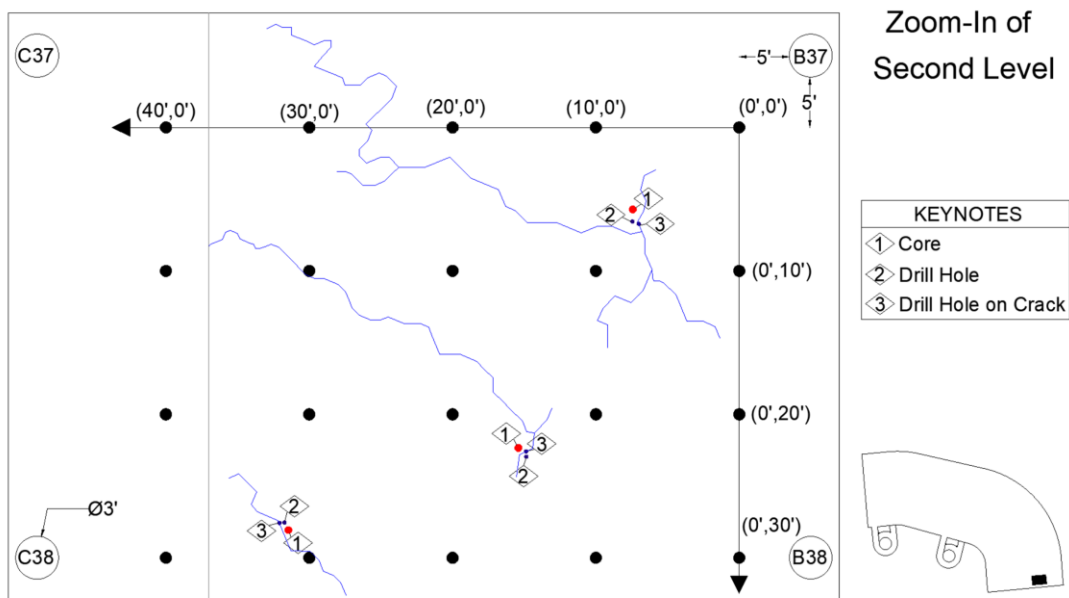 Zoom-In of
Second Level
C37
B37
5'
5'
(40',0')
(30',0')
(20',0')
(10',0')
(0',0')
1
2
3
(0',10')
KEYNOTES
1 Core
2 Drill Hole
3 Drill Hole on Crack
(0',20')
1
3
2
Ø3'
2
3
1
(0',30')
C38
B38